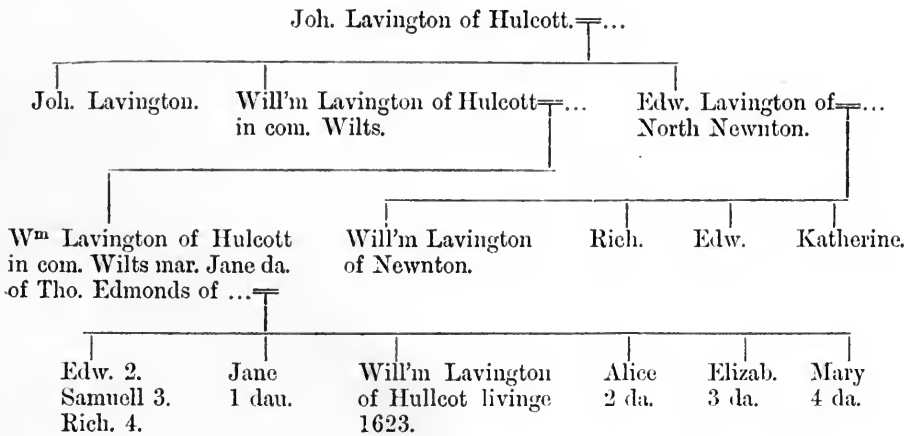 Joh. Lavington of Hulcott.=...
Joh. Lavington.
Will'm Lavington of Hulcott=...
in com. Wilts.
Edw. Lavington of=...
North Newnton.
Wm Lavington of Hulcott
in com. Wilts mar. Jane da.
of Tho. Edmonds of ...=
Will'm Lavington
of Newnton.
Rich.
Edw.
Katherine.
Edw. 2.
Samuell 3.
Rich. 4.
Jane
1 dau.
Will'm Lavington
of Hullcot livinge
1623.
Alice
2 da.
Elizab.
3 da.
Mary
4 da.